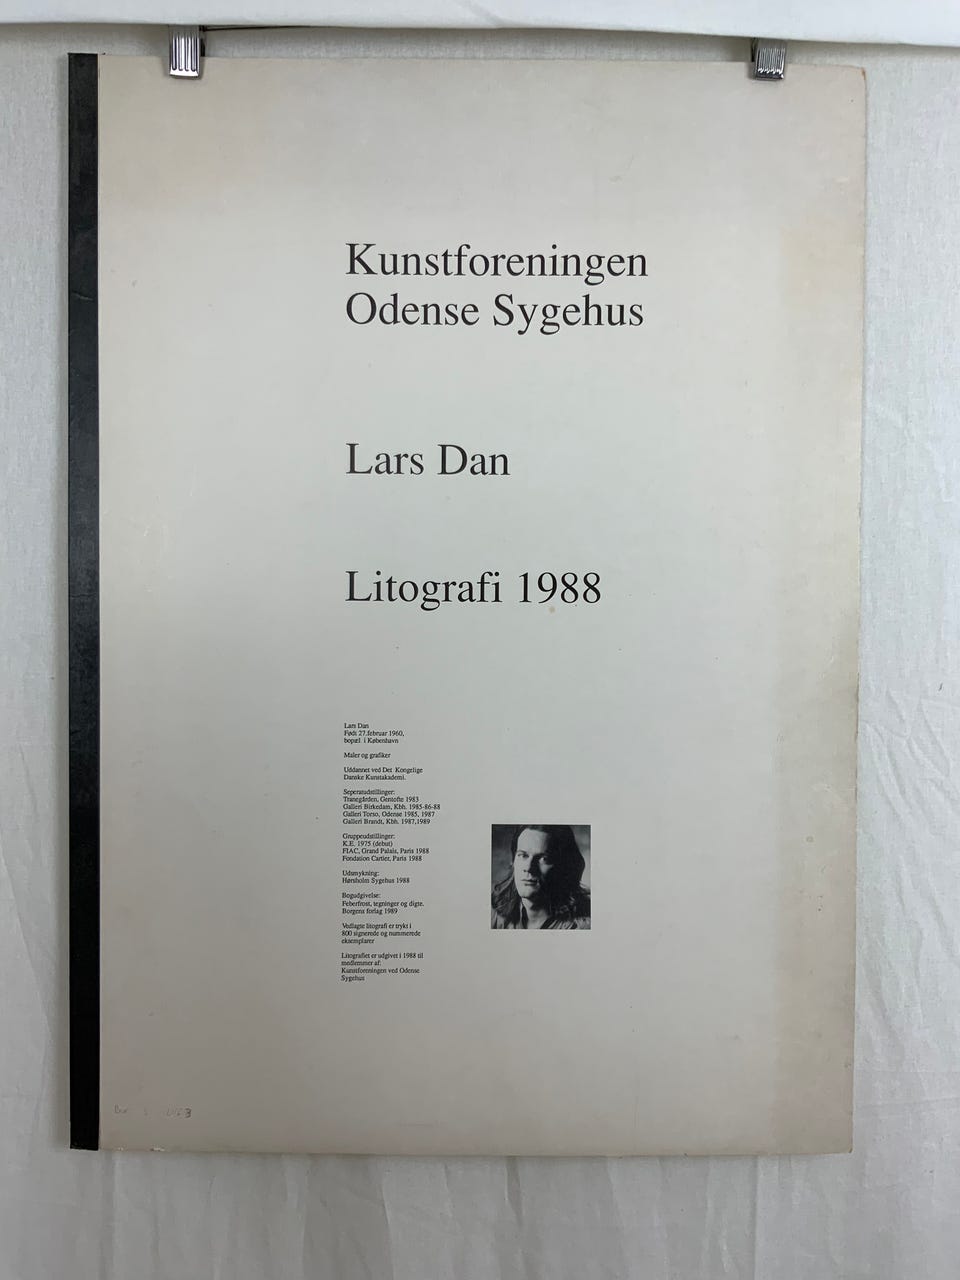 Kunstforeningen
Odense Sygehus
Lars Dan
Litografi 1988
Lars Dan
Født 27.februar 1960,
bopæl i København
Maler og grafiker
Uddannet ved Det Kongelige
Danske Kunstakademi.
Seperatudstillinger:
Tranegården, Gentofte 1983
Galleri Birkedam, Kbh. 1985-86-88
Galleri Torso, Odense 1985, 1987
Galleri Brandt, Kbh. 1987,1989
Gruppeudstillinger:
K.E. 1975 (debut)
FIAC, Grand Palais, Paris 1988
Fondation Cartier, Paris 1988
Udsmykning:
Hørsholm Sygehus 1988
Bogudgivelse:
Feberfrost, tegninger og digte.
Borgens forlag 1989
Vedlagte litografi er trykt i
800 signerede og nummerede
eksemplarer
Litografiet er udgivet i 1988 til
medlemmer af:
Kunstforeningen ved Odense
Sygehus